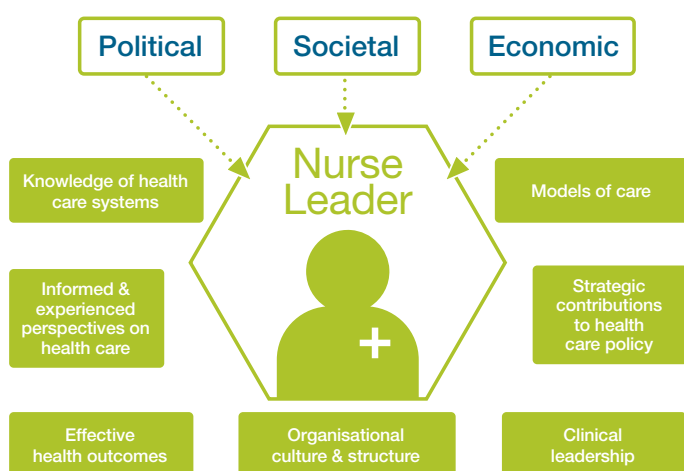 Political
Societal
Economic
Nurse
Leader
Knowledge of health
care systems
Models of care
Informed &
experienced
perspectives on
health care
Strategic
contributions
to health
care policy
Effective
health outcomes
Organisational
culture & structure
Clinical
leadership